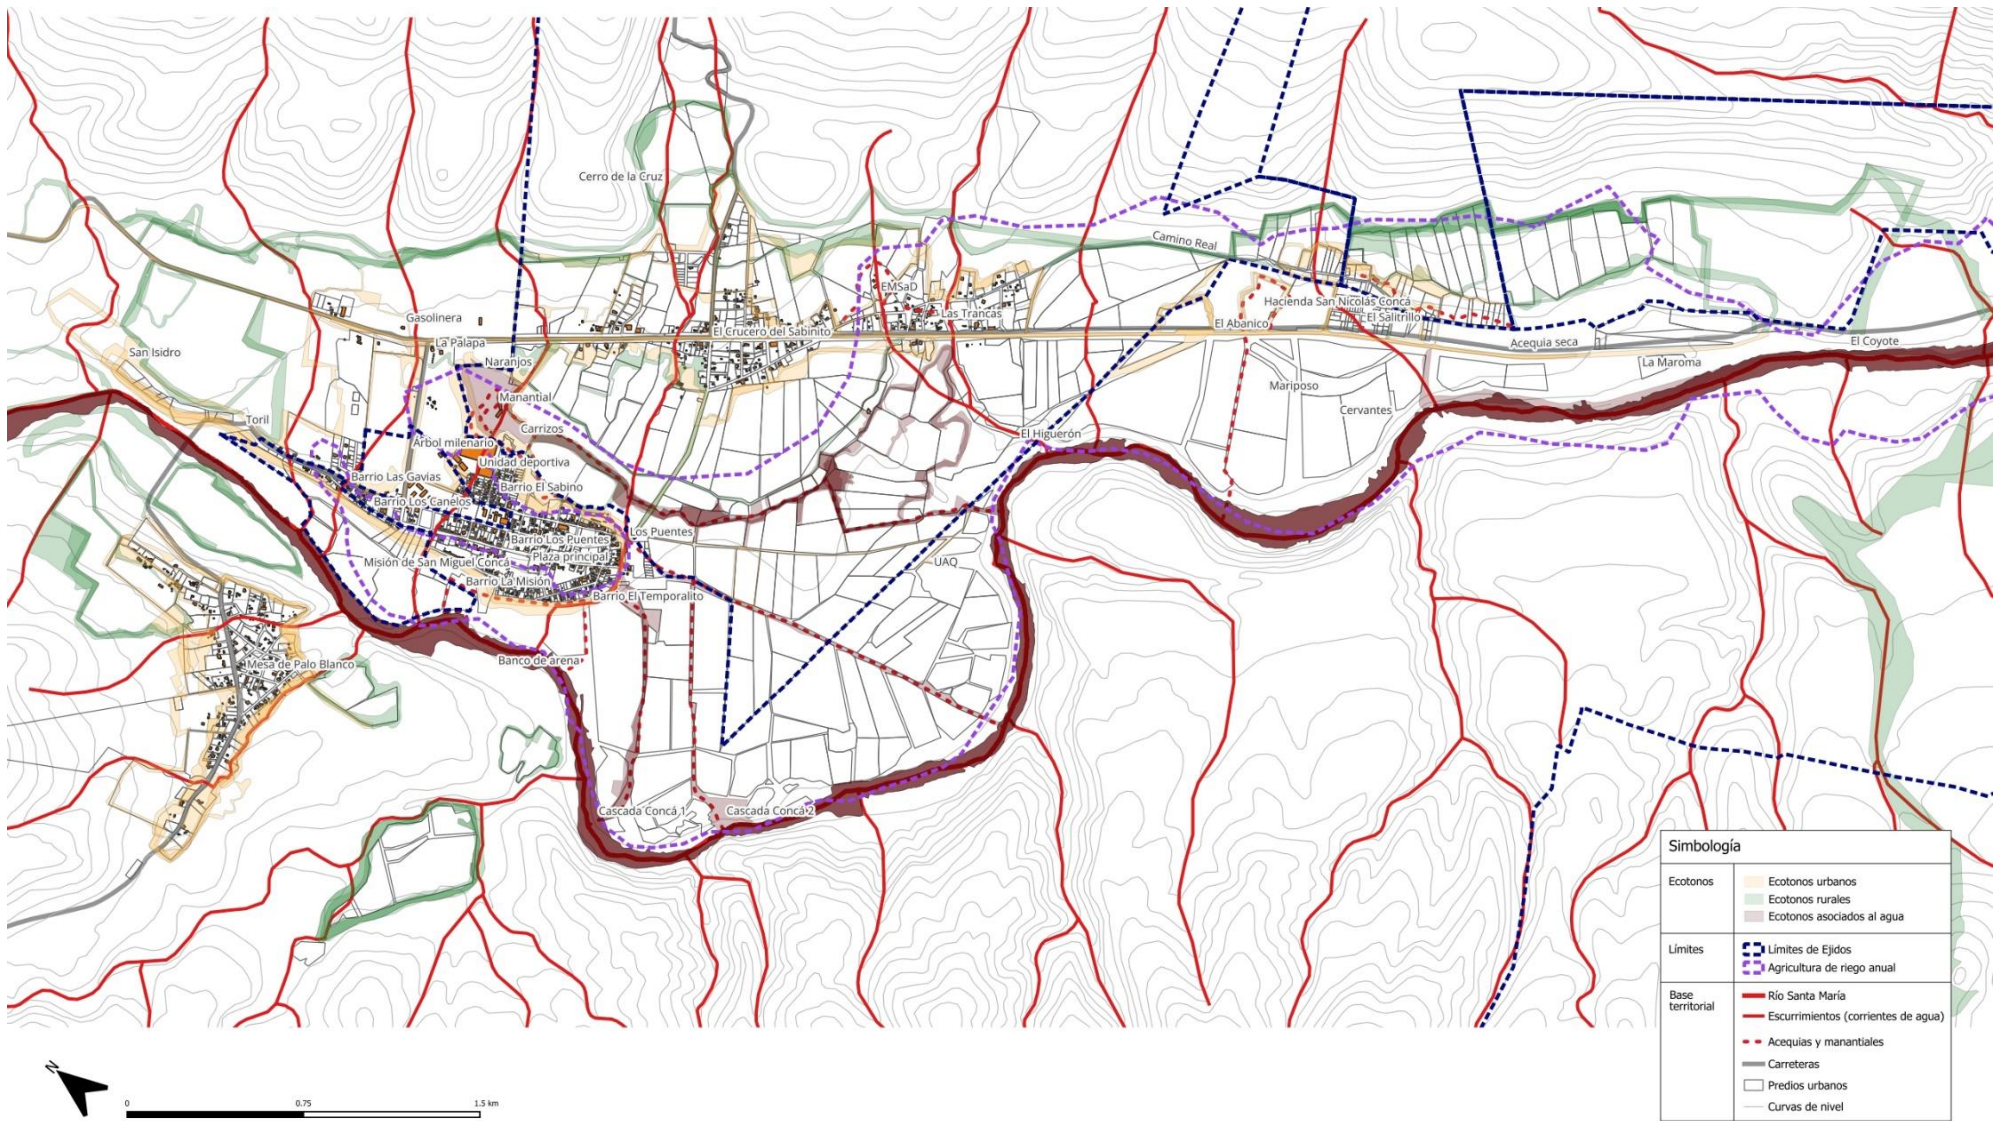 Cerro de la Cruz
Camino Real
EMSaD
Las Trancas
Hacienda San Nicolás Concá
El Salitrillo
El Abanico
Gasolinera
El Crucero del Sabinito
La Palapa
San Isidro
Acequia seca
El Coyote
La Maroma
Naranjos
Mariposo
Manantial
Cervantes
Toril
Carrizos
El Higuerón
Árbol milenario
Unidad deportiva
Barrio Las Gavias
Barrio El Sabino
Barrio Los Canelos
Los Puentes
Barrio Los Puentes
Plaza principal
Misión de San Miguel Concá
UAQ
Barrio La Misión
Barrio El Temporalito
Mesa de Palo Blanco
Banco de arena
Cascada Concá 1
Cascada Concá 2
Simbología
Ecotonos
Ecotonos urbanos
Ecotonos rurales
Ecotonos asociados al agua
Límites
Límites de Ejidos
Agricultura de riego anual
Base
territorial
Río Santa María
Escurrimientos (corrientes de agua)
Acequias y manantiales
Carreteras
Predios urbanos
Curvas de nivel
N
0 0.75 1.5 km